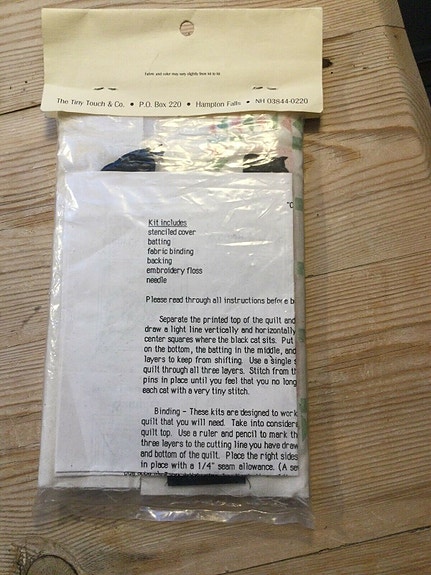 Fabric and color may vary slightly from kit to kit.
The Tiny Touch & Co. • P.O. Box 220 • Hampton Falls • NH 03844-0220
"C
Kit includes
stenciled cover
batting
fabric binding
backing
embroidery floss
needle
Please read through all instructions before b
Separate the printed top of the quilt and
draw a light line vertically and horizontally
center squares where the black cat sits. Put
on the bottom, the batting in the middle, and
layers to keep from shifting. Use a single s
quilt through all three layers. Stitch from t
pins in place until you feel that you no long
each cat with a very tiny stitch.
Binding - These kits are designed to work
quilt that you will need. Take into consider
quilt top. Use a ruler and pencil to mark th
three layers to the cutting line you have draw
and bottom of the quilt. Place the right sides
in place with a 1/4" seam allowance. (A sew